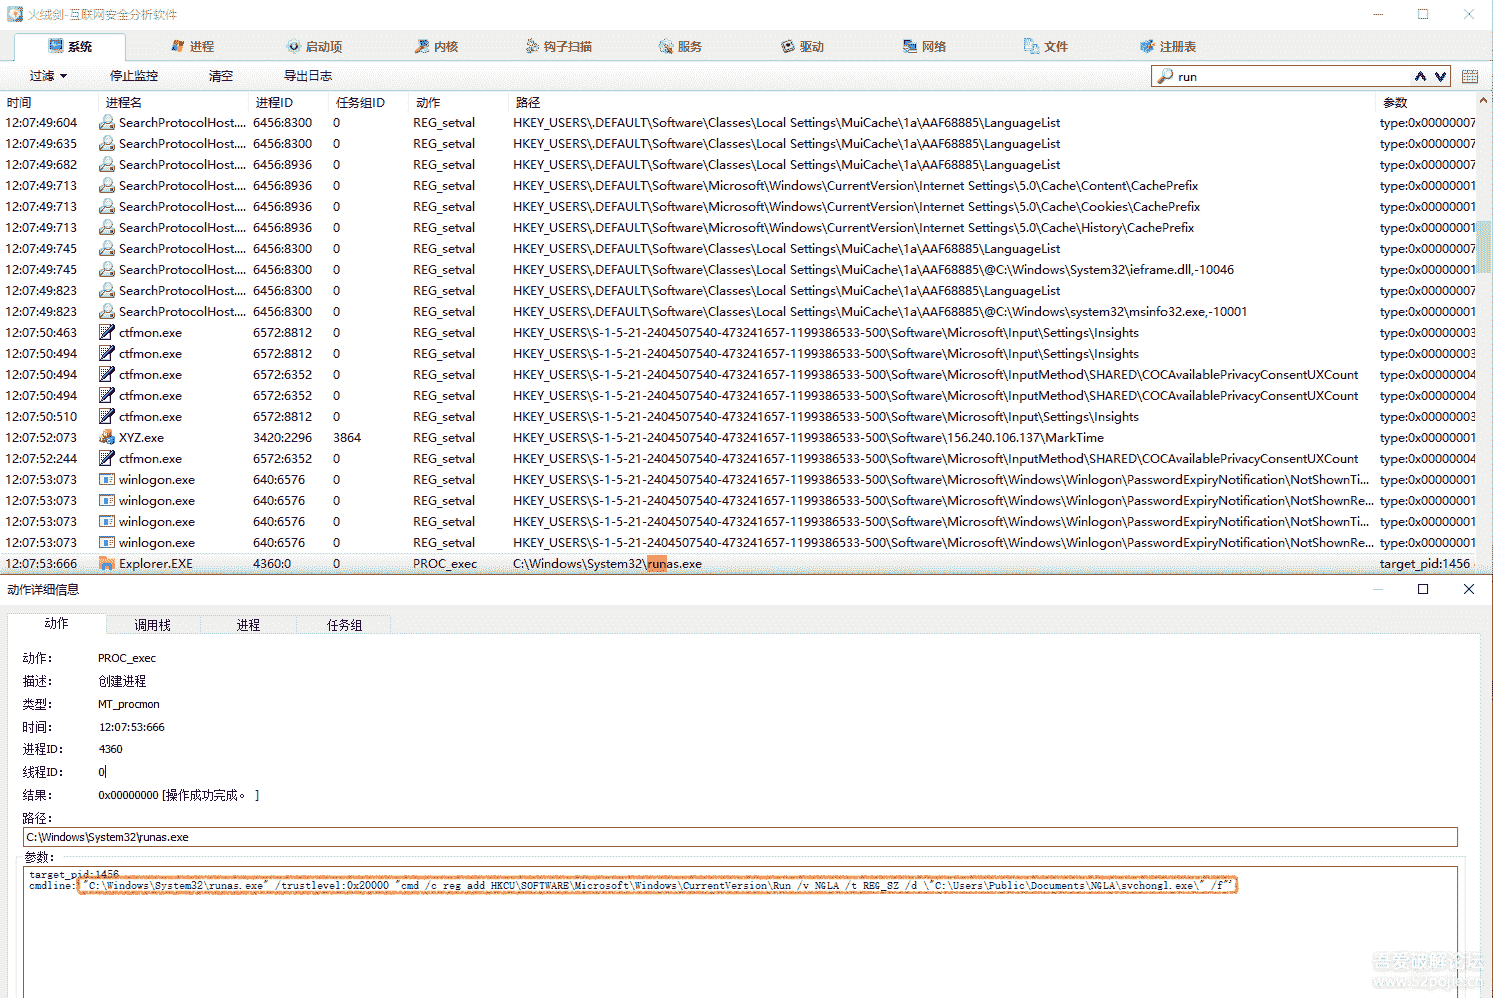 火绒剑-互联网安全分析软件
系统 进程 启动项 内核 钩子扫描 服务 驱动 网络 文件 注册表
过滤 停止监控 清空 导出日志 run
时间 进程名 进程ID 任务组ID 动作 路径 参数
12:07:49:604 SearchProtocolHost.... 6456:8300 0 REG_setval HKEY_USERS\.DEFAULT\Software\Classes\Local Settings\MuiCache\1a\AAF68885\LanguageList type:0x00000007
12:07:49:635 SearchProtocolHost.... 6456:8300 0 REG_setval HKEY_USERS\.DEFAULT\Software\Classes\Local Settings\MuiCache\1a\AAF68885\LanguageList type:0x00000007
12:07:49:682 SearchProtocolHost.... 6456:8936 0 REG_setval HKEY_USERS\.DEFAULT\Software\Classes\Local Settings\MuiCache\1a\AAF68885\LanguageList type:0x00000007
12:07:49:713 SearchProtocolHost.... 6456:8936 0 REG_setval HKEY_USERS\.DEFAULT\Software\Microsoft\Windows\CurrentVersion\Internet Settings\5.0\Cache\Content\CachePrefix type:0x00000001
12:07:49:713 SearchProtocolHost.... 6456:8936 0 REG_setval HKEY_USERS\.DEFAULT\Software\Microsoft\Windows\CurrentVersion\Internet Settings\5.0\Cache\Cookies\CachePrefix type:0x00000001
12:07:49:713 SearchProtocolHost.... 6456:8936 0 REG_setval HKEY_USERS\.DEFAULT\Software\Microsoft\Windows\CurrentVersion\Internet Settings\5.0\Cache\History\CachePrefix type:0x00000001
12:07:49:745 SearchProtocolHost.... 6456:8300 0 REG_setval HKEY_USERS\.DEFAULT\Software\Classes\Local Settings\MuiCache\1a\AAF68885\LanguageList type:0x00000007
12:07:49:745 SearchProtocolHost.... 6456:8300 0 REG_setval HKEY_USERS\.DEFAULT\Software\Classes\Local Settings\MuiCache\1a\AAF68885\@C:\Windows\System32\ieframe.dll,-10046 type:0x00000001
12:07:49:823 SearchProtocolHost.... 6456:8300 0 REG_setval HKEY_USERS\.DEFAULT\Software\Classes\Local Settings\MuiCache\1a\AAF68885\LanguageList type:0x00000007
12:07:49:823 SearchProtocolHost.... 6456:8300 0 REG_setval HKEY_USERS\.DEFAULT\Software\Classes\Local Settings\MuiCache\1a\AAF68885\@C:\Windows\system32\msinfo32.exe,-10001 type:0x00000001
12:07:50:463 ctfmon.exe 6572:8812 0 REG_setval HKEY_USERS\S-1-5-21-2404507540-473241657-1199386533-500\Software\Microsoft\Input\Settings\Insights type:0x00000003
12:07:50:494 ctfmon.exe 6572:8812 0 REG_setval HKEY_USERS\S-1-5-21-2404507540-473241657-1199386533-500\Software\Microsoft\Input\Settings\Insights type:0x00000003
12:07:50:494 ctfmon.exe 6572:6352 0 REG_setval HKEY_USERS\S-1-5-21-2404507540-473241657-1199386533-500\Software\Microsoft\InputMethod\SHARED\COCAvailablePrivacyConsentUXCount type:0x00000004
12:07:50:494 ctfmon.exe 6572:6352 0 REG_setval HKEY_USERS\S-1-5-21-2404507540-473241657-1199386533-500\Software\Microsoft\InputMethod\SHARED\COCAvailablePrivacyConsentUXCount type:0x00000004
12:07:50:510 ctfmon.exe 6572:8812 0 REG_setval HKEY_USERS\S-1-5-21-2404507540-473241657-1199386533-500\Software\Microsoft\Input\Settings\Insights type:0x00000003
12:07:52:073 XYZ.exe 3420:2296 3864 REG_setval HKEY_USERS\S-1-5-21-2404507540-473241657-1199386533-500\Software\156.240.106.137\MarkTime type:0x00000001
12:07:52:244 ctfmon.exe 6572:6352 0 REG_setval HKEY_USERS\S-1-5-21-2404507540-473241657-1199386533-500\Software\Microsoft\InputMethod\SHARED\COCAvailablePrivacyConsentUXCount type:0x00000004
12:07:53:073 winlogon.exe 640:6576 0 REG_setval HKEY_USERS\S-1-5-21-2404507540-473241657-1199386533-500\Software\Microsoft\Windows\Winlogon\PasswordExpiryNotification\NotShownTi... type:0x00000001
12:07:53:073 winlogon.exe 640:6576 0 REG_setval HKEY_USERS\S-1-5-21-2404507540-473241657-1199386533-500\Software\Microsoft\Windows\Winlogon\PasswordExpiryNotification\NotShownRe... type:0x00000001
12:07:53:073 winlogon.exe 640:6576 0 REG_setval HKEY_USERS\S-1-5-21-2404507540-473241657-1199386533-500\Software\Microsoft\Windows\Winlogon\PasswordExpiryNotification\NotShownTi... type:0x00000001
12:07:53:073 winlogon.exe 640:6576 0 REG_setval HKEY_USERS\S-1-5-21-2404507540-473241657-1199386533-500\Software\Microsoft\Windows\Winlogon\PasswordExpiryNotification\NotShownRe... type:0x00000001
12:07:53:666 Explorer.EXE 4360:0 0 PROC_exec C:\Windows\System32\runas.exe target_pid:1456
动作详细信息
动作 调用栈 进程 任务组
动作: PROC_exec
描述: 创建进程
类型: MT_procmon
时间: 12:07:53:666
进程ID: 4360
线程ID: 0
结果: 0x00000000 [操作成功完成。 ]
路径:
C:\Windows\System32\runas.exe
参数:
target_pid:1456
cmdline:"C:\Windows\System32\runas.exe" /trustlevel:0x20000 "cmd /c reg add HKCU\SOFTWARE\Microsoft\Windows\CurrentVersion\Run /v NGLA /t REG_SZ /d \"C:\Users\Public\Documents\NGLA\svchongl.exe\" /f"'
吾爱破解论坛
www.52pojie.cn